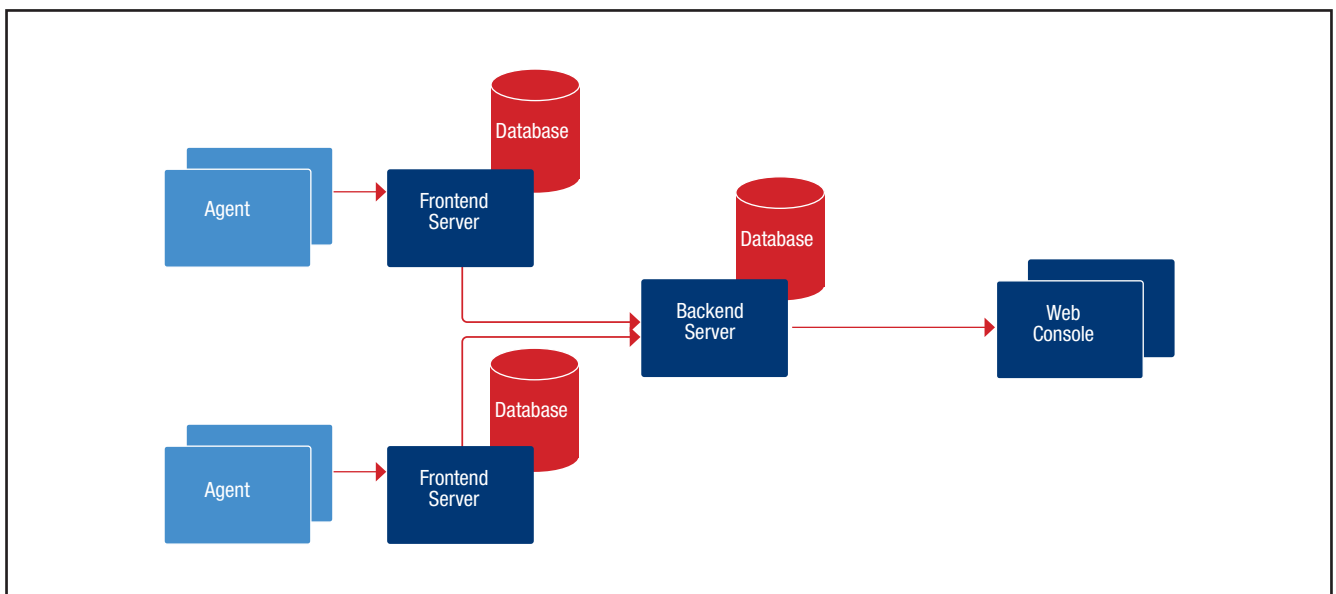 Database
Agent
Frontend
Server
Database
Backend
Server
Web
Console
Database
Agent
Frontend
Server